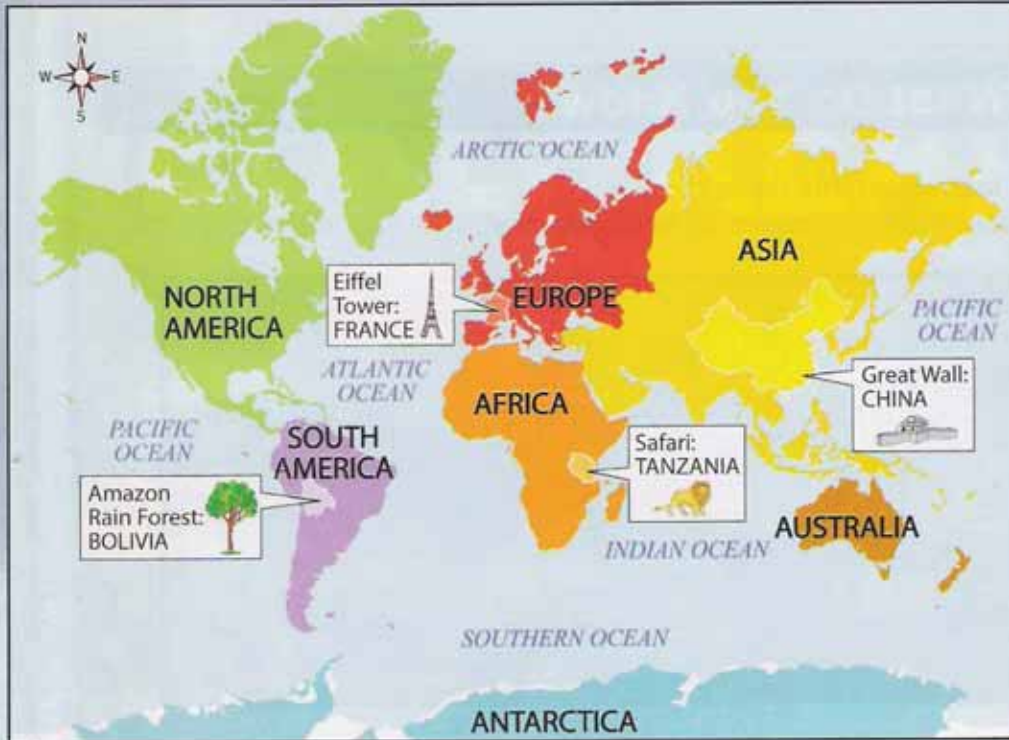 N
W E
S
ARCTIC OCEAN
ASIA
NORTH
AMERICA
Eiffel
Tower:
FRANCE
EUROPE
PACIFIC
OCEAN
ATLANTIC
OCEAN
AFRICA
Great Wall:
CHINA
PACIFIC
OCEAN
SOUTH
AMERICA
Safari:
TANZANIA
Amazon
Rain Forest:
BOLIVIA
AUSTRALIA
INDIAN OCEAN
SOUTHERN OCEAN
ANTARCTICA